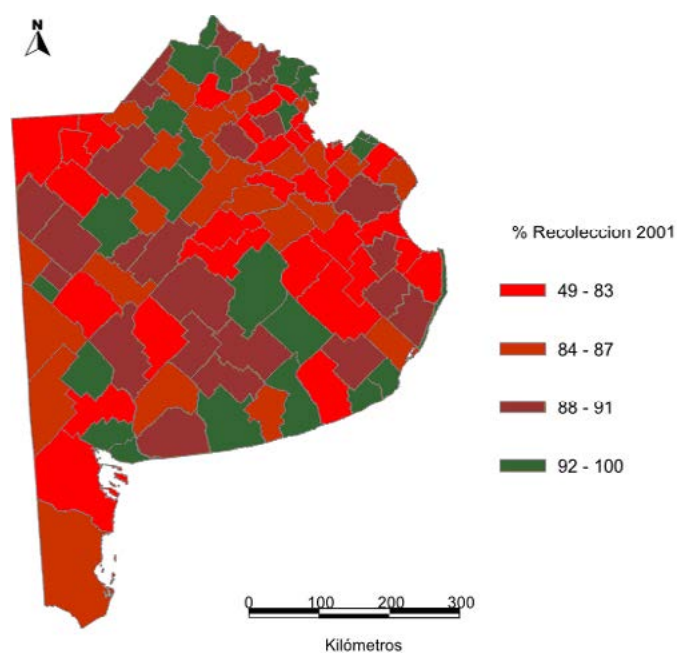 N
% Recoleccion 2001
49 - 83
84 - 87
88 - 91
92 - 100
0 100 200 300
Kilómetros